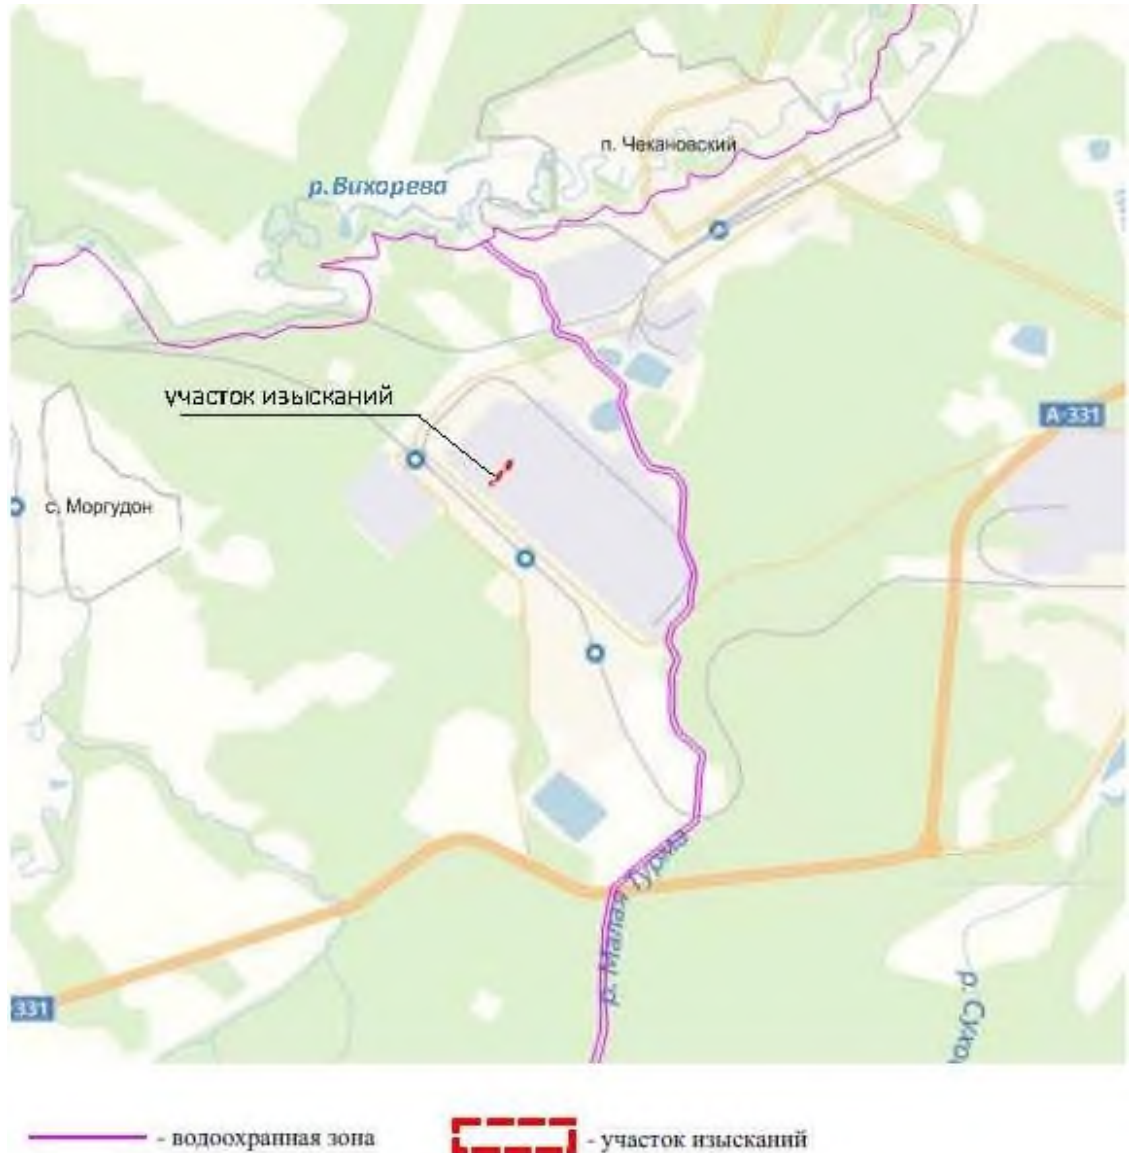 п. Чекановский
р.Вихорева
участок изысканий
А-331
с. Моргудон
р. Малая Турма
331
р. Сухо
- водоохранная зона
- участок изысканий